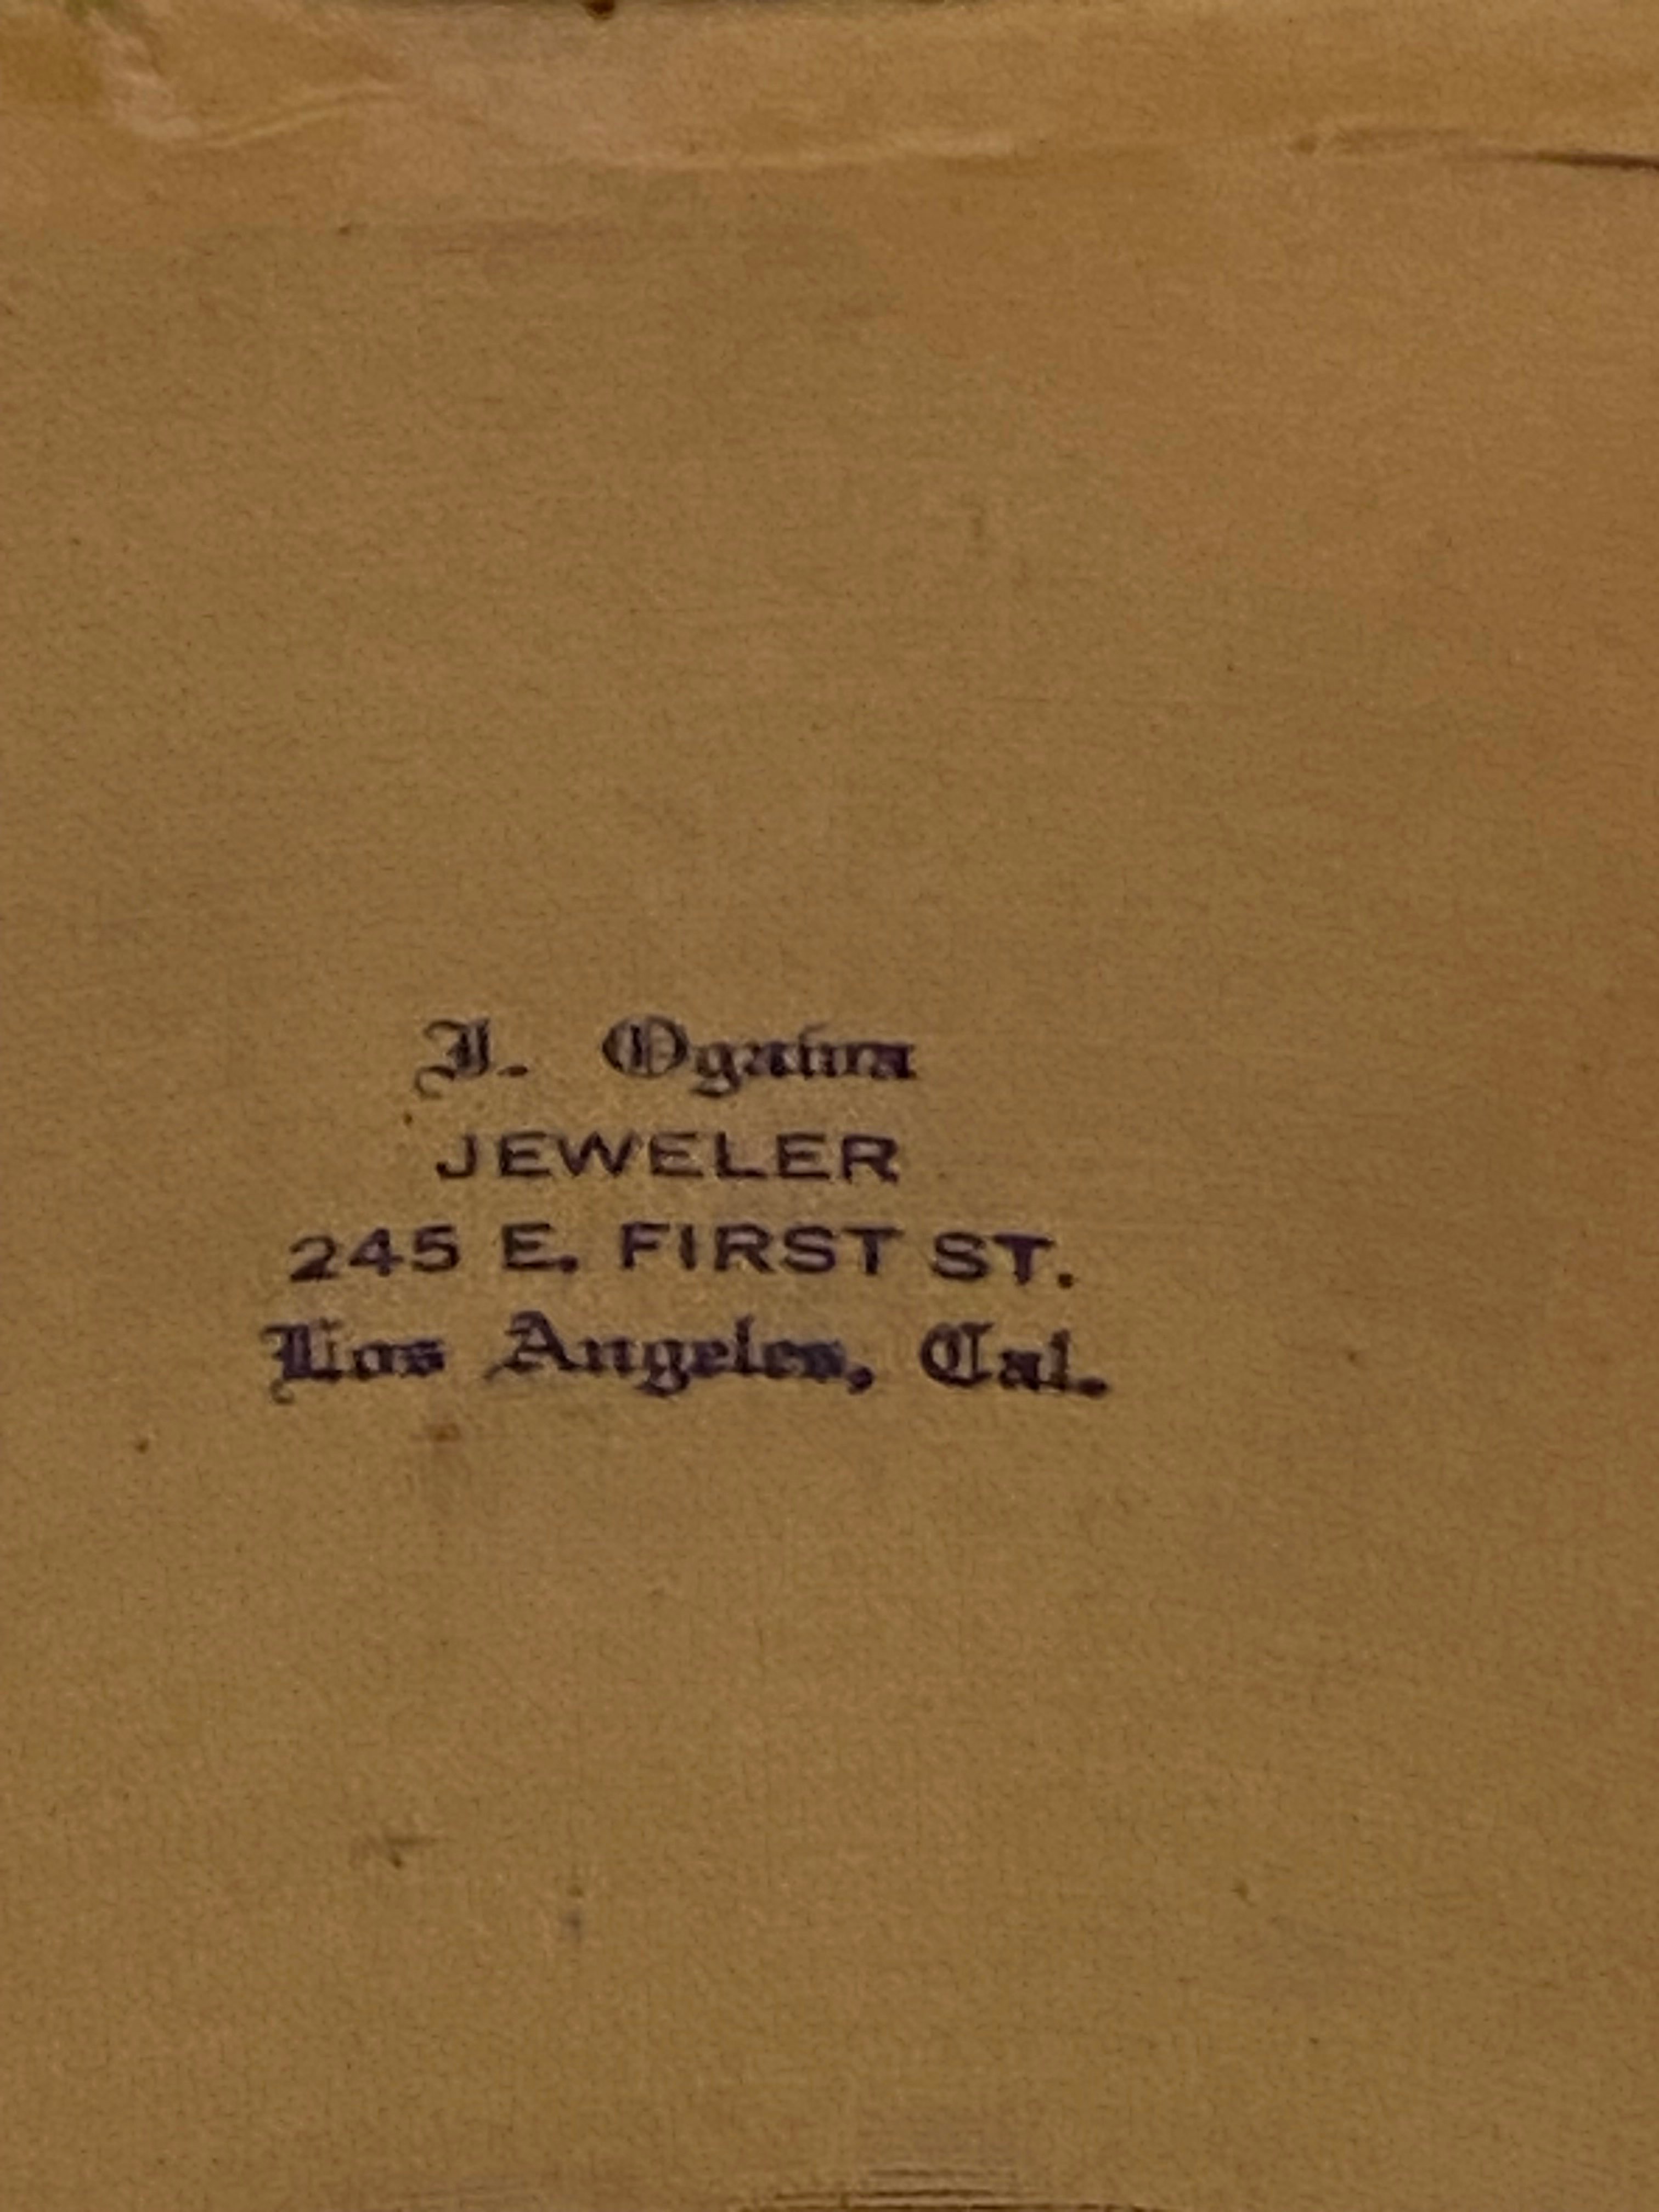 I. Ogawa
JEWELER
245 E. FIRST ST.
Los Angeles, Cal.